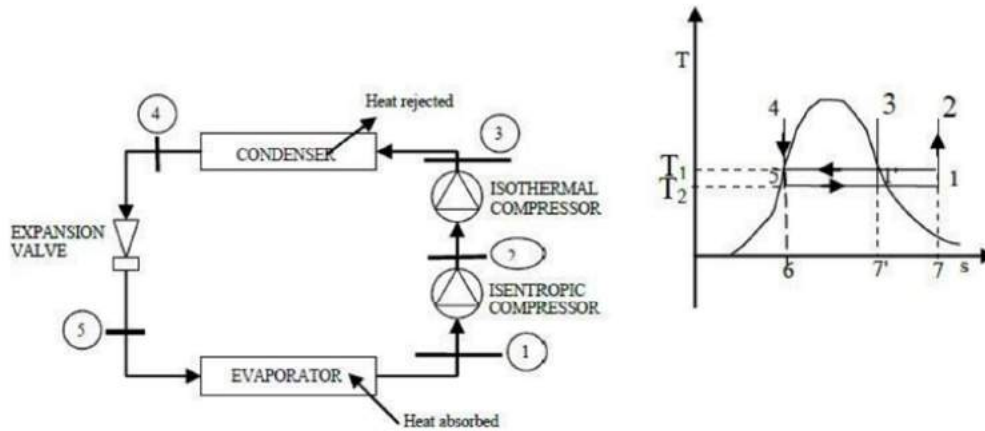 Heat rejected
4
3
CONDENSER
ISOTHERMAL
COMPRESSOR
EXPANSION
VALVE
2
ISENTROPIC
COMPRESSOR
5
1
EVAPORATOR
Heat absorbed
T
4
3
2
T1
5
1'
1
T2
6
7'
7
s